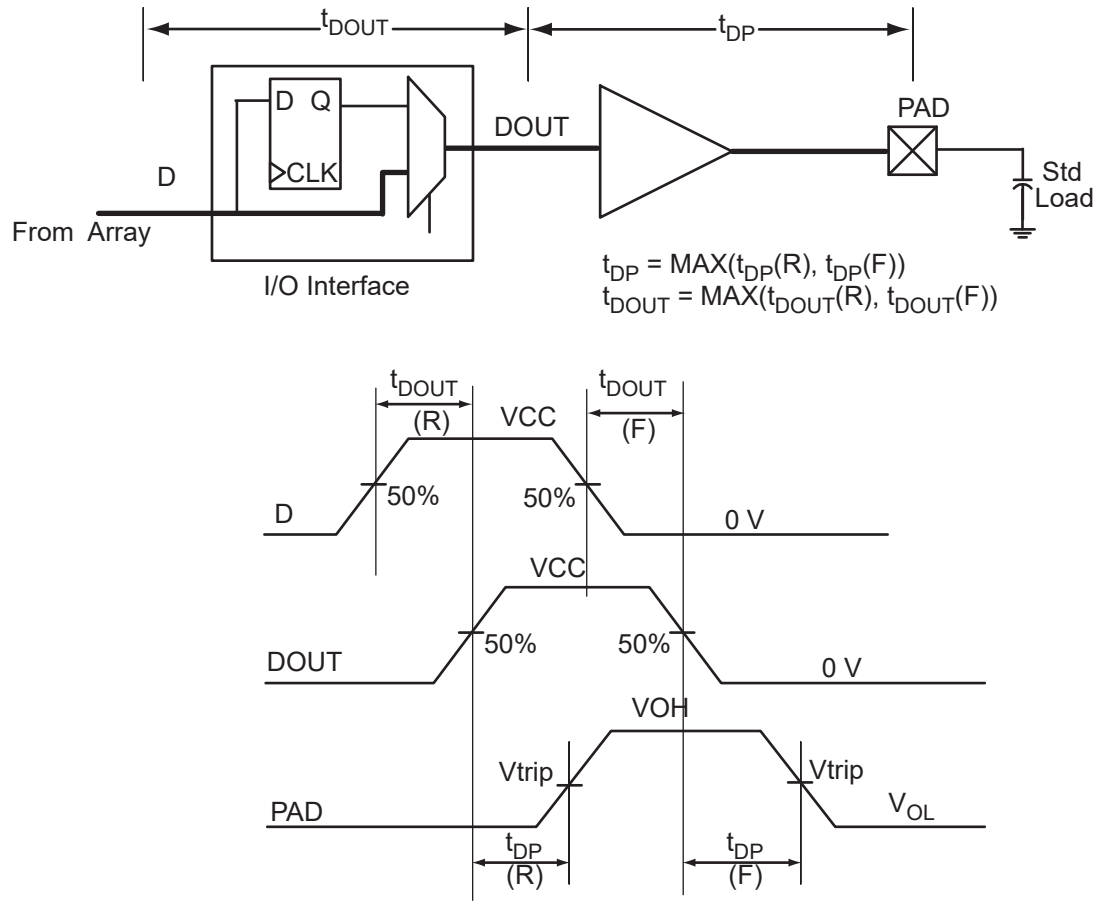 tDOUT
tDP
PAD
D Q
DOUT
CLK
D
Std
Load
From Array
I/O Interface
tDP = MAX(tDP(R), tDP(F))
tDOUT = MAX(tDOUT(R), tDOUT(F))
tDOUT
(R)
VCC
tDOUT
(F)
50%
50%
D
0 V
VCC
50%
50%
DOUT
0 V
VOH
Vtrip
Vtrip
PAD
VOL
tDP
(R)
tDP
(F)